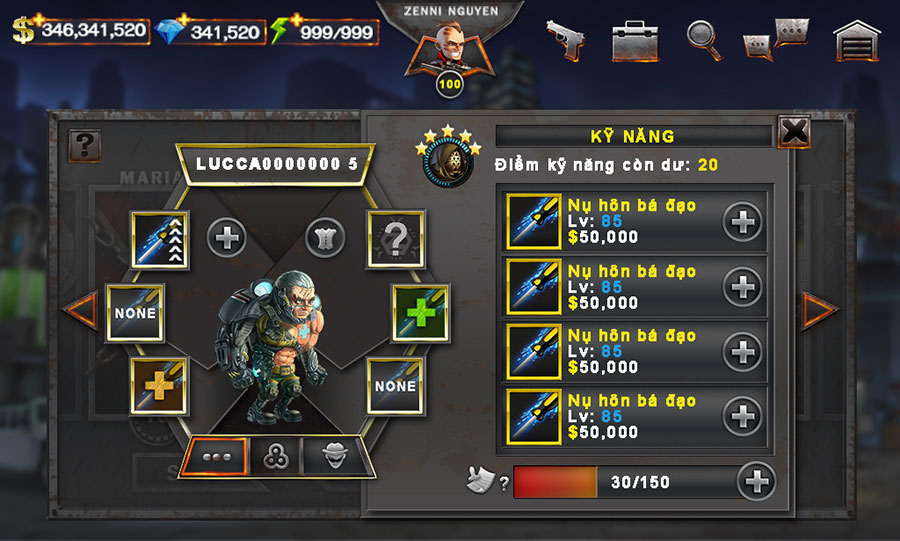 346,341,520
341,520
999/999
ZENNI NGUYEN
100
?
MARIA
LUCCA0000000 5
?
NONE
NONE
KỸ NĂNG
Điểm kỹ năng còn dư: 20
Nụ hôn bá đạo
Lv: 85
$50,000
Nụ hôn bá đạo
Lv: 85
$50,000
Nụ hôn bá đạo
Lv: 85
$50,000
Nụ hôn bá đạo
Lv: 85
$50,000
?
30/150